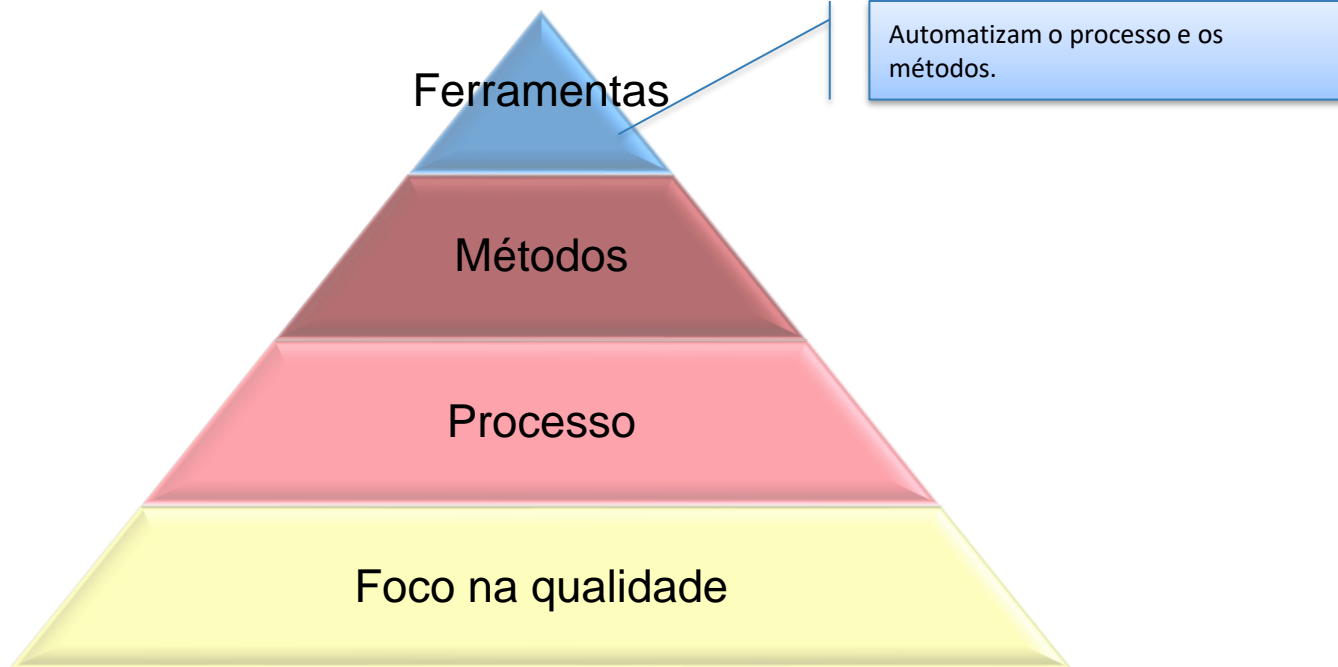 Ferramentas
Automatizam o processo e os
métodos.
Métodos
Processo
Foco na qualidade